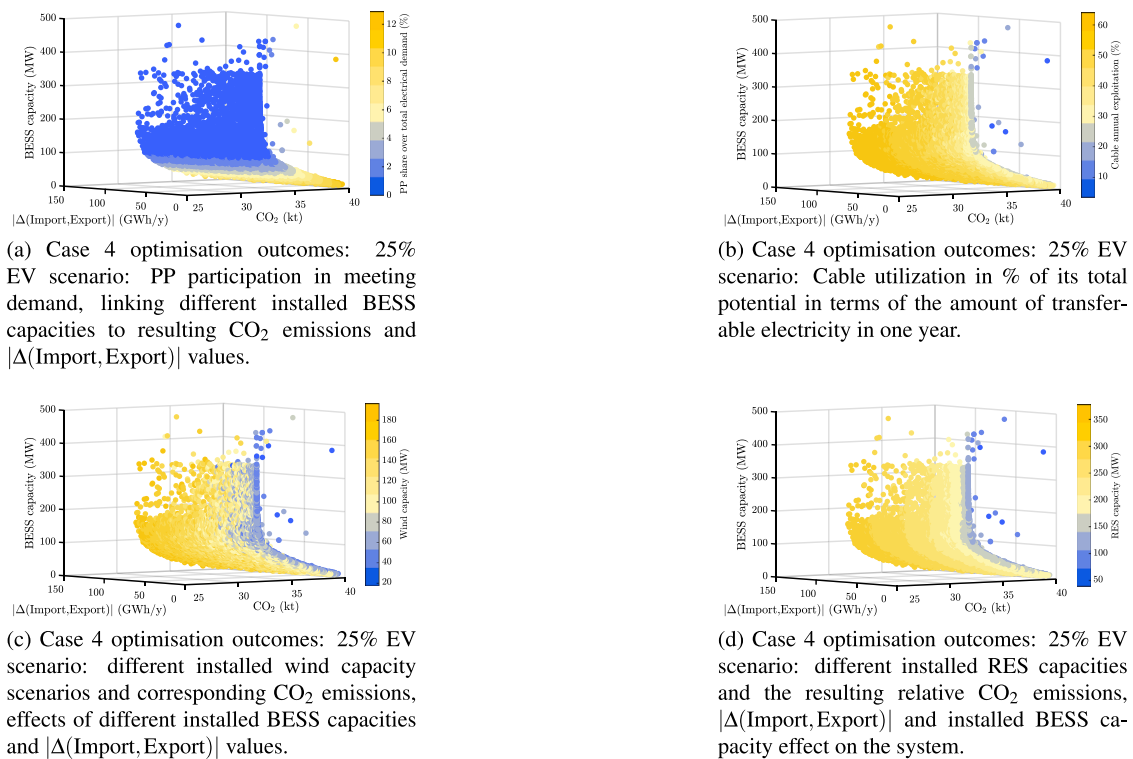 500
400
300
200
100
0
BESS capacity (MW)
150
100
50
0
|Δ(Import,Export)| (GWh/y)
25
30
35
40
CO₂ (kt)
12
10
8
6
4
2
0
PP share over total electrical demand (%)
(a) Case 4 optimisation outcomes: 25%
EV scenario: PP participation in meeting
demand, linking different installed BESS
capacities to resulting CO₂ emissions and
|Δ(Import,Export)| values.
500
400
300
200
100
0
BESS capacity (MW)
150
100
50
0
|Δ(Import,Export)| (GWh/y)
25
30
35
40
CO₂ (kt)
60
50
40
30
20
10
Cable annual exploitation (%)
(b) Case 4 optimisation outcomes: 25% EV
scenario: Cable utilization in % of its total
potential in terms of the amount of transfer-
able electricity in one year.
500
400
300
200
100
0
BESS capacity (MW)
150
100
50
0
|Δ(Import,Export)| (GWh/y)
25
30
35
40
CO₂ (kt)
180
160
140
120
100
80
60
40
20
Wind capacity (MW)
(c) Case 4 optimisation outcomes: 25% EV
scenario: different installed wind capacity
scenarios and corresponding CO₂ emissions,
effects of different installed BESS capacities
and |Δ(Import,Export)| values.
500
400
300
200
100
0
BESS capacity (MW)
150
100
50
0
|Δ(Import,Export)| (GWh/y)
25
30
35
40
CO₂ (kt)
350
300
250
200
150
100
50
RES capacity (MW)
(d) Case 4 optimisation outcomes: 25% EV
scenario: different installed RES capacities
and the resulting relative CO₂ emissions,
|Δ(Import,Export)| and installed BESS ca-
pacity effect on the system.